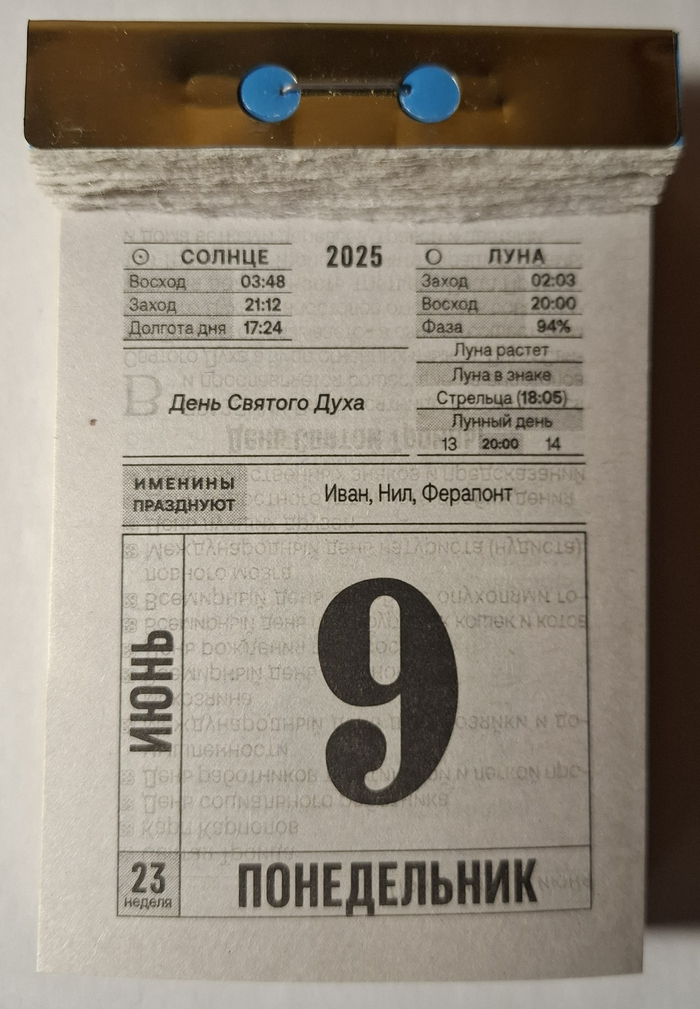 СОЛНЦЕ
Восход 03:48
Заход 21:12
Долгота дня 17:24
2025
ЛУНА
Заход 02:03
Восход 20:00
Фаза 94%
Луна растет
Луна в знаке
Стрельца (18:05)
Лунный день
13 20:00 14
День Святого Духа
ИМЕНИНЫ
ПРАЗДНУЮТ
Иван, Нил, Ферапонт
ИЮНЬ
9
23
неделя
ПОНЕДЕЛЬНИК